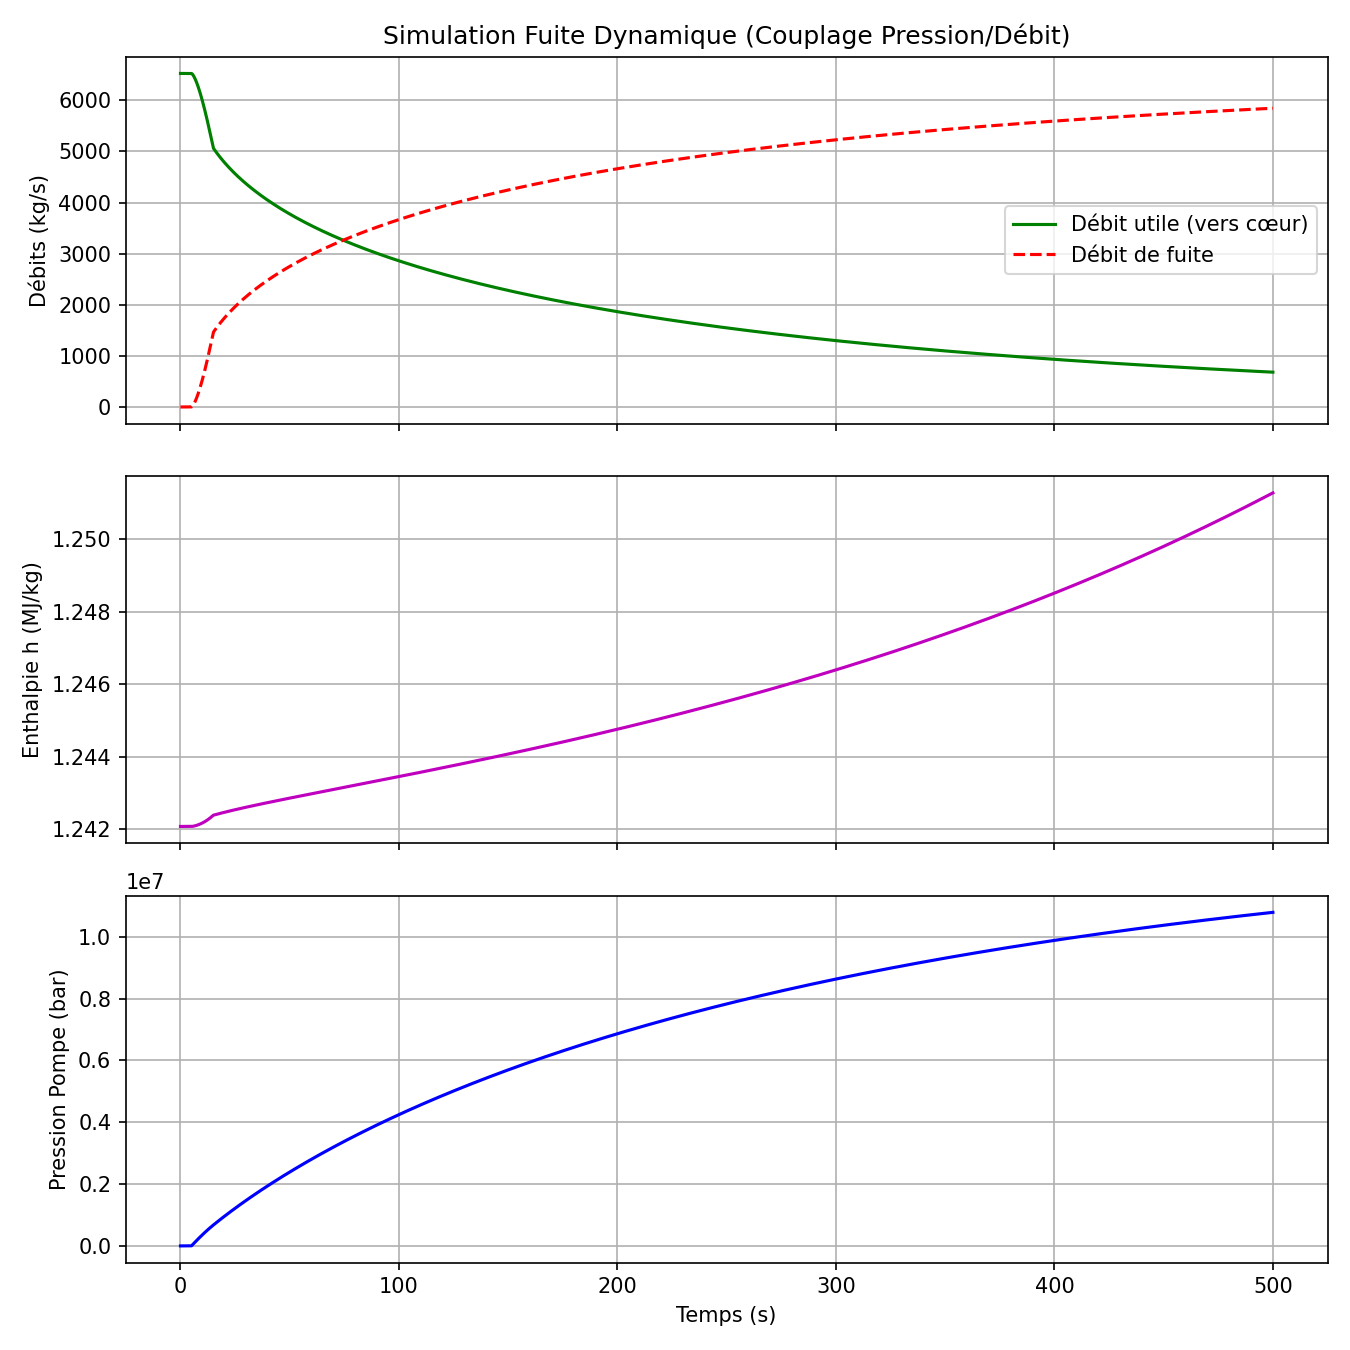 Simulation Fuite Dynamique (Couplage Pression/Débit)
Débits (kg/s)
6000
5000
4000
3000
2000
1000
0
Débit utile (vers cœur)
Débit de fuite
Enthalpie h (MJ/kg)
1.250
1.248
1.246
1.244
1.242
1e7
Pression Pompe (bar)
1.0
0.8
0.6
0.4
0.2
0.0
0 100 200 300 400 500
Temps (s)